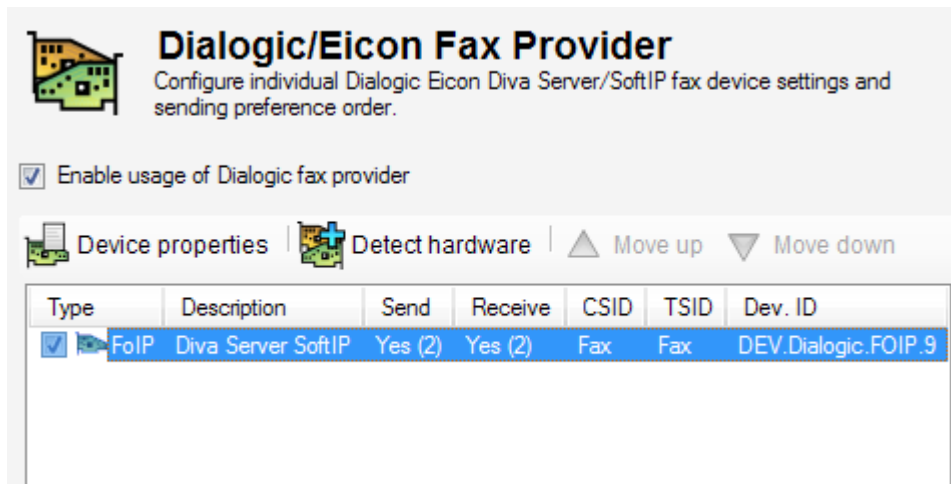 Dialogic/Eicon Fax Provider
Configure individual Dialogic Eicon Diva Server/SoftIP fax device settings and
sending preference order.
Enable usage of Dialogic fax provider
Device properties Detect hardware Move up Move down
Type Description Send Receive CSID TSID Dev. ID
FoIP Diva Server SoftIP Yes (2) Yes (2) Fax Fax DEV.Dialogic.FOIP.9